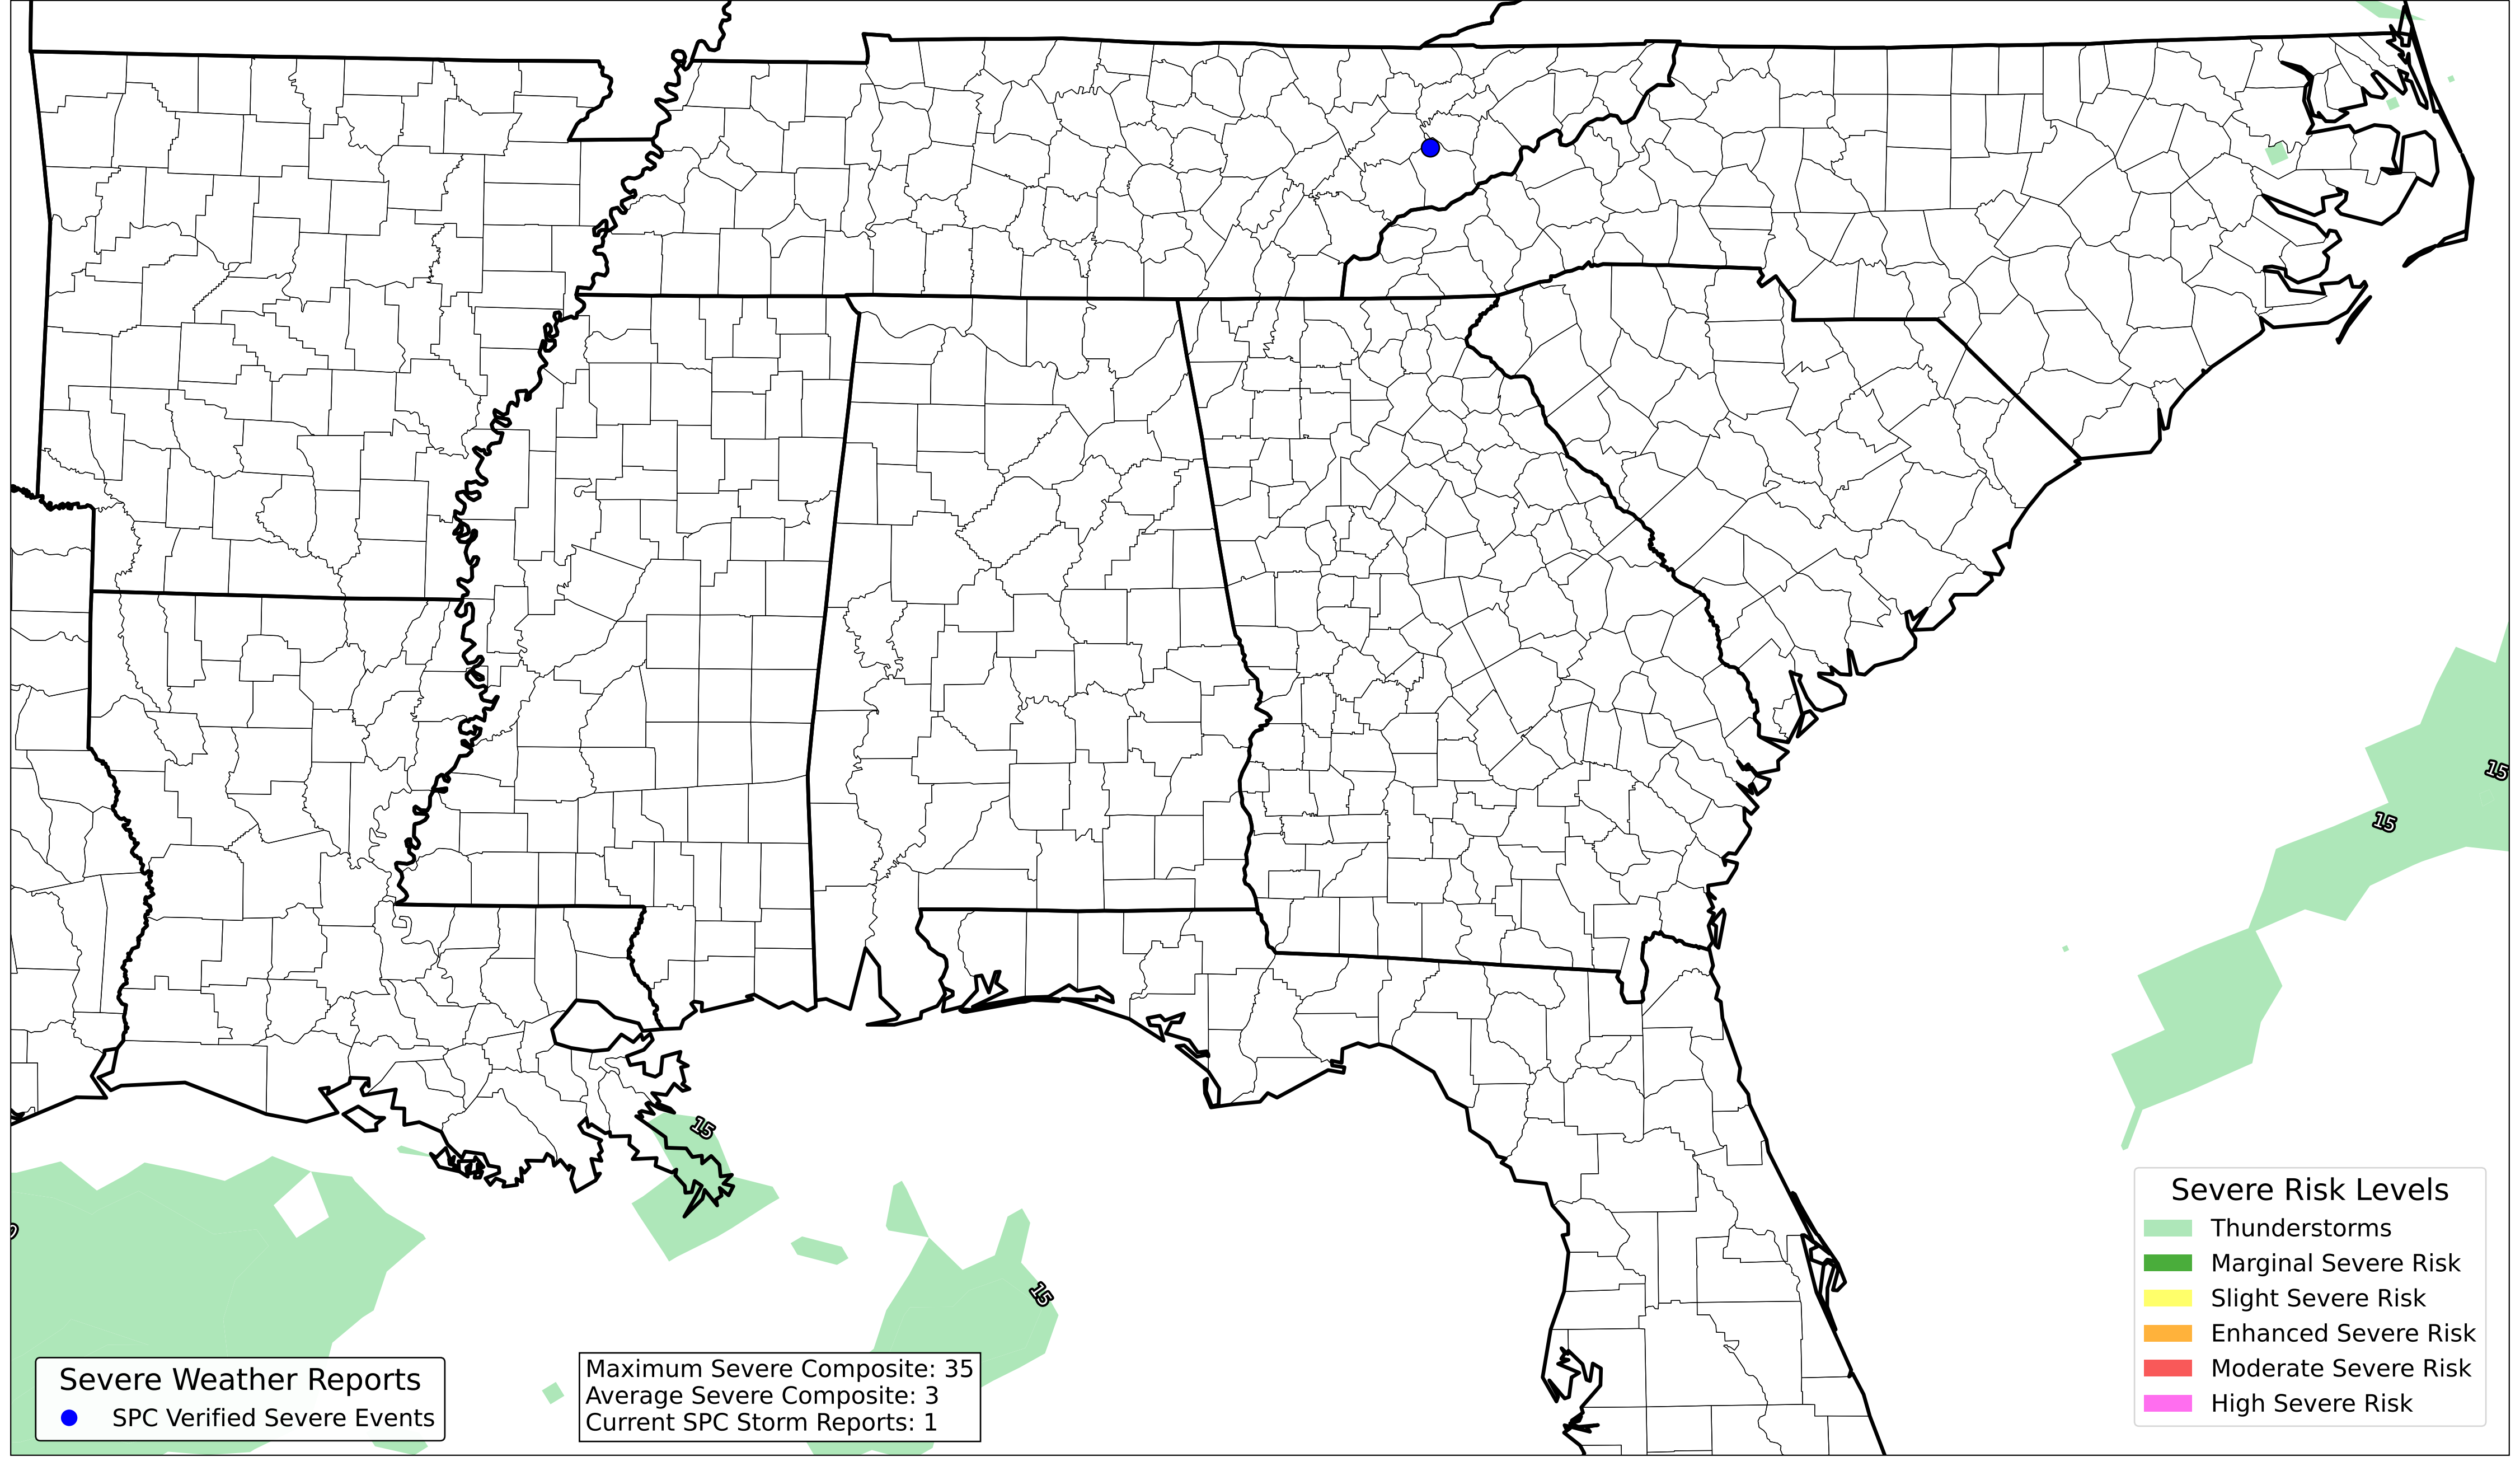 15
15
15
15
Severe Weather Reports
SPC Verified Severe Events
Maximum Severe Composite: 35
Average Severe Composite: 3
Current SPC Storm Reports: 1
Severe Risk Levels
Thunderstorms
Marginal Severe Risk
Slight Severe Risk
Enhanced Severe Risk
Moderate Severe Risk
High Severe Risk